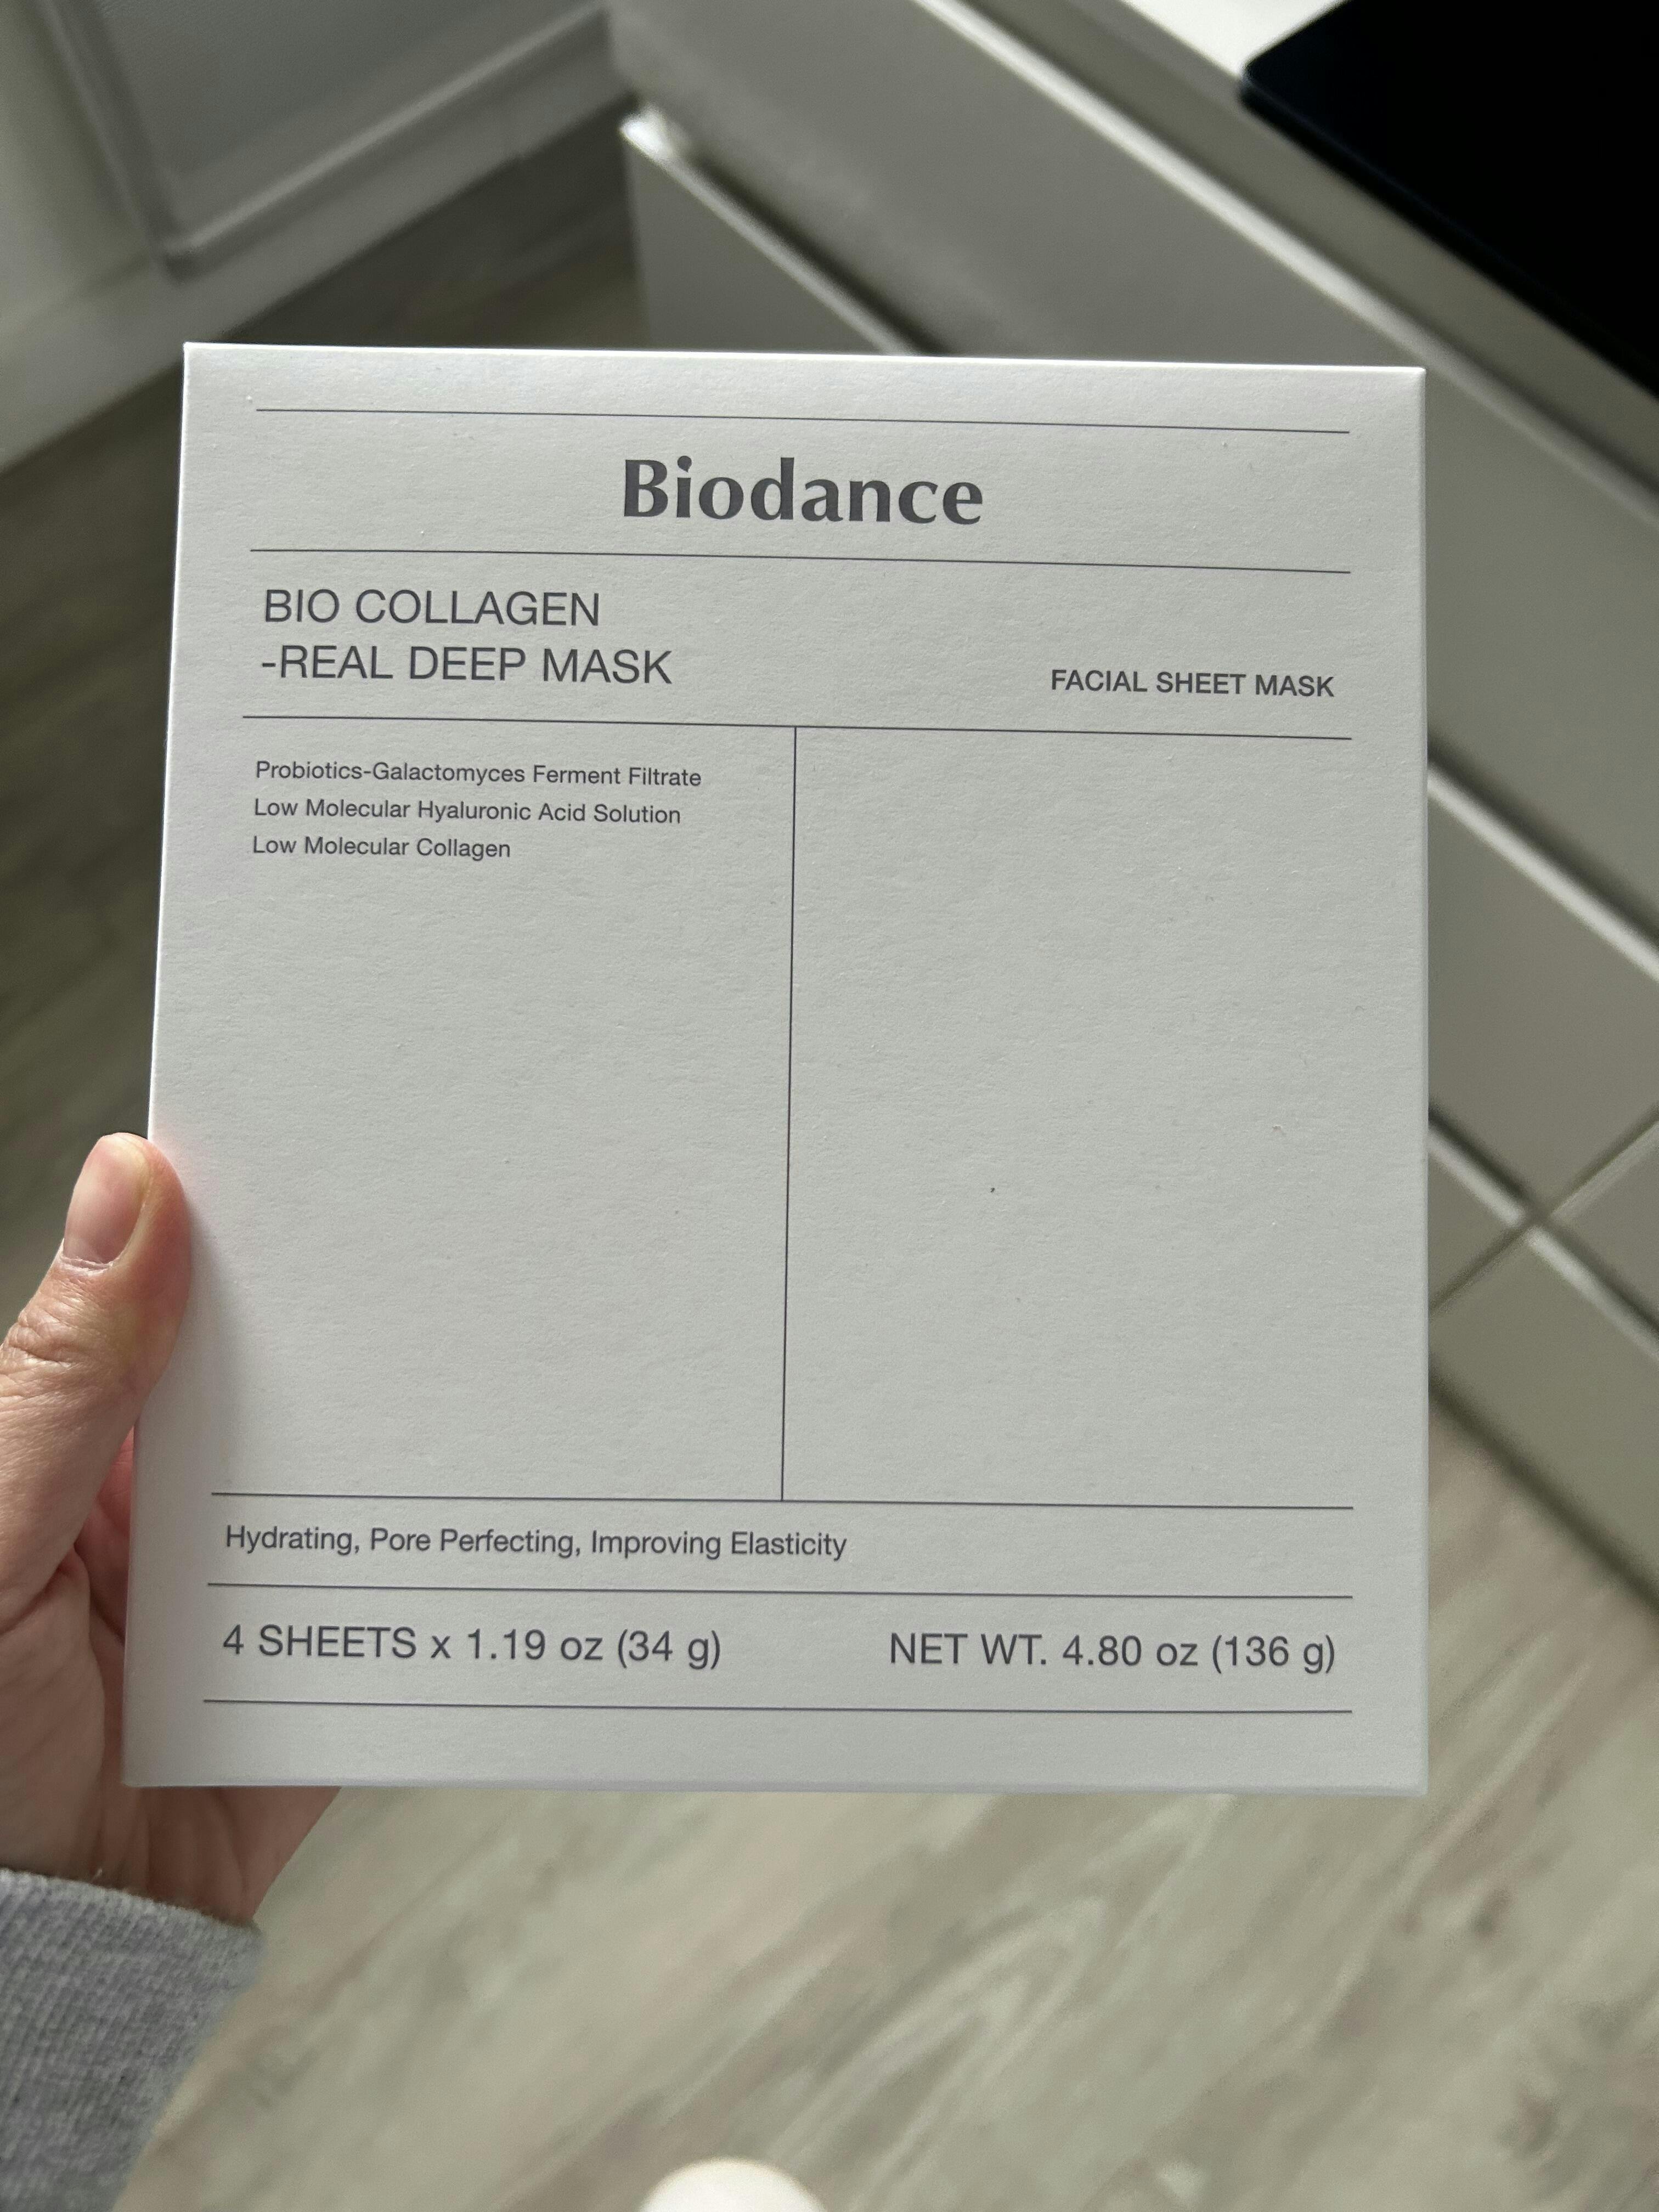 Biodance
BIO COLLAGEN
-REAL DEEP MASK
FACIAL SHEET MASK
Probiotics-Galactomyces Ferment Filtrate
Low Molecular Hyaluronic Acid Solution
Low Molecular Collagen
Hydrating, Pore Perfecting, Improving Elasticity
4 SHEETS x 1.19 oz (34 g)
NET WT. 4.80 oz (136 g)